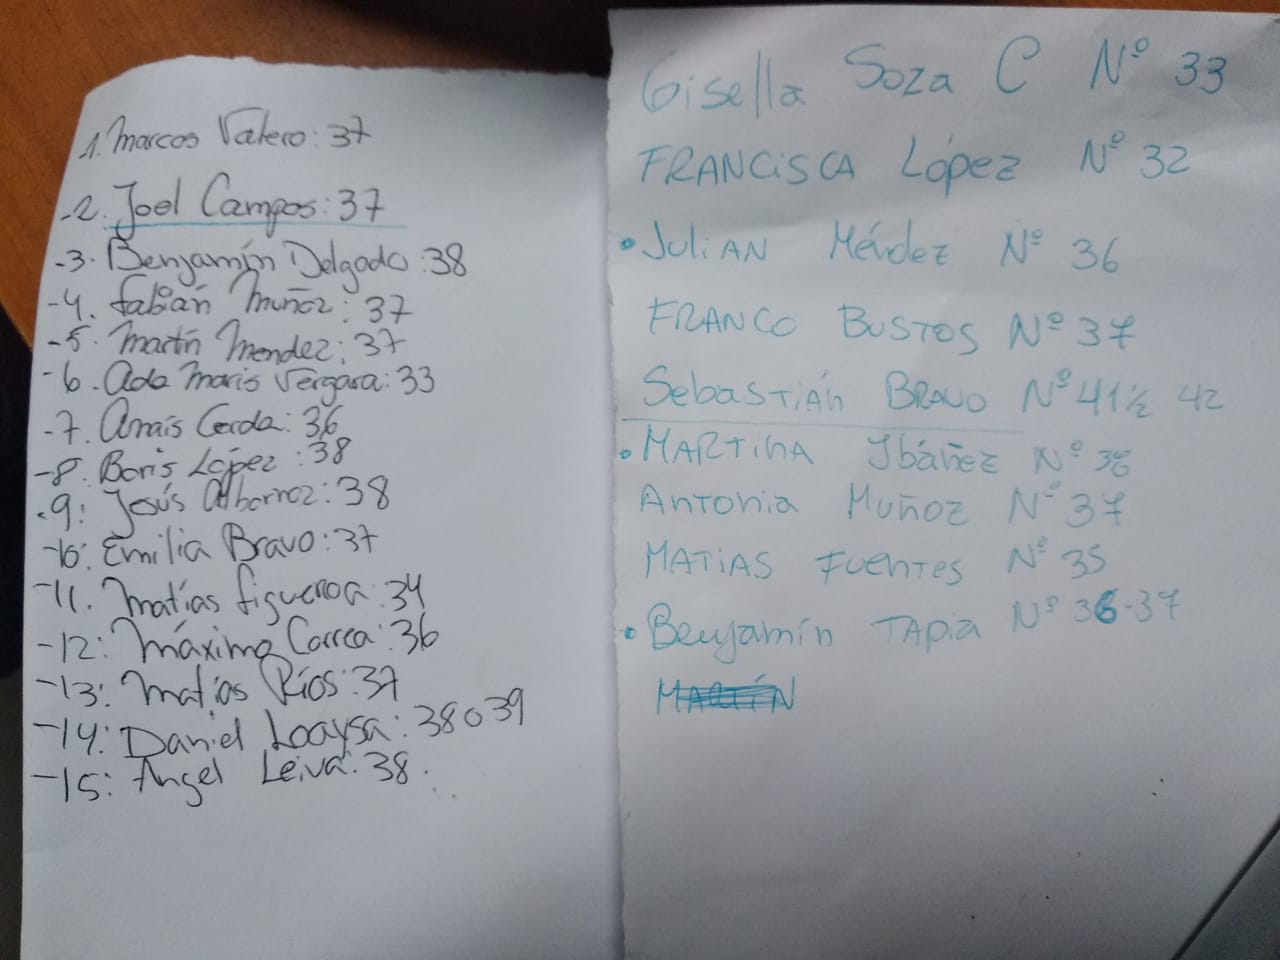 1. Marcos Valero: 37
-2. Joel Campos: 37
-3. Benjamín Delgado: 38
-4. Fabián Muñoz: 37
-5. Martín Mendez: 37
-6. Ada Maris Vergara: 33
-7. Anaís Cerda: 36
-8. Boris López: 38
-9: Jesús Albornoz: 38
-10: Emilia Bravo: 37
-11. Matías Figueroa: 34
-12: Máximo Correa: 36
-13: Matías Ríos: 37
-14: Daniel Loaysa: 38 o 39
-15: Ángel Leiva: 38.
Gisella Soza C Nº 33
FRANCISCA López Nº 32
• JuliAN Méndez Nº 36
FRANCO BUSTOS Nº 37
SebASTiáN BRAVO Nº 41½ 42
• MARTiNA Ibáñez Nº
Antonia Muñoz Nº 37
MATÍAS FUENTES Nº 35
• Benjamín TApia Nº 36-37